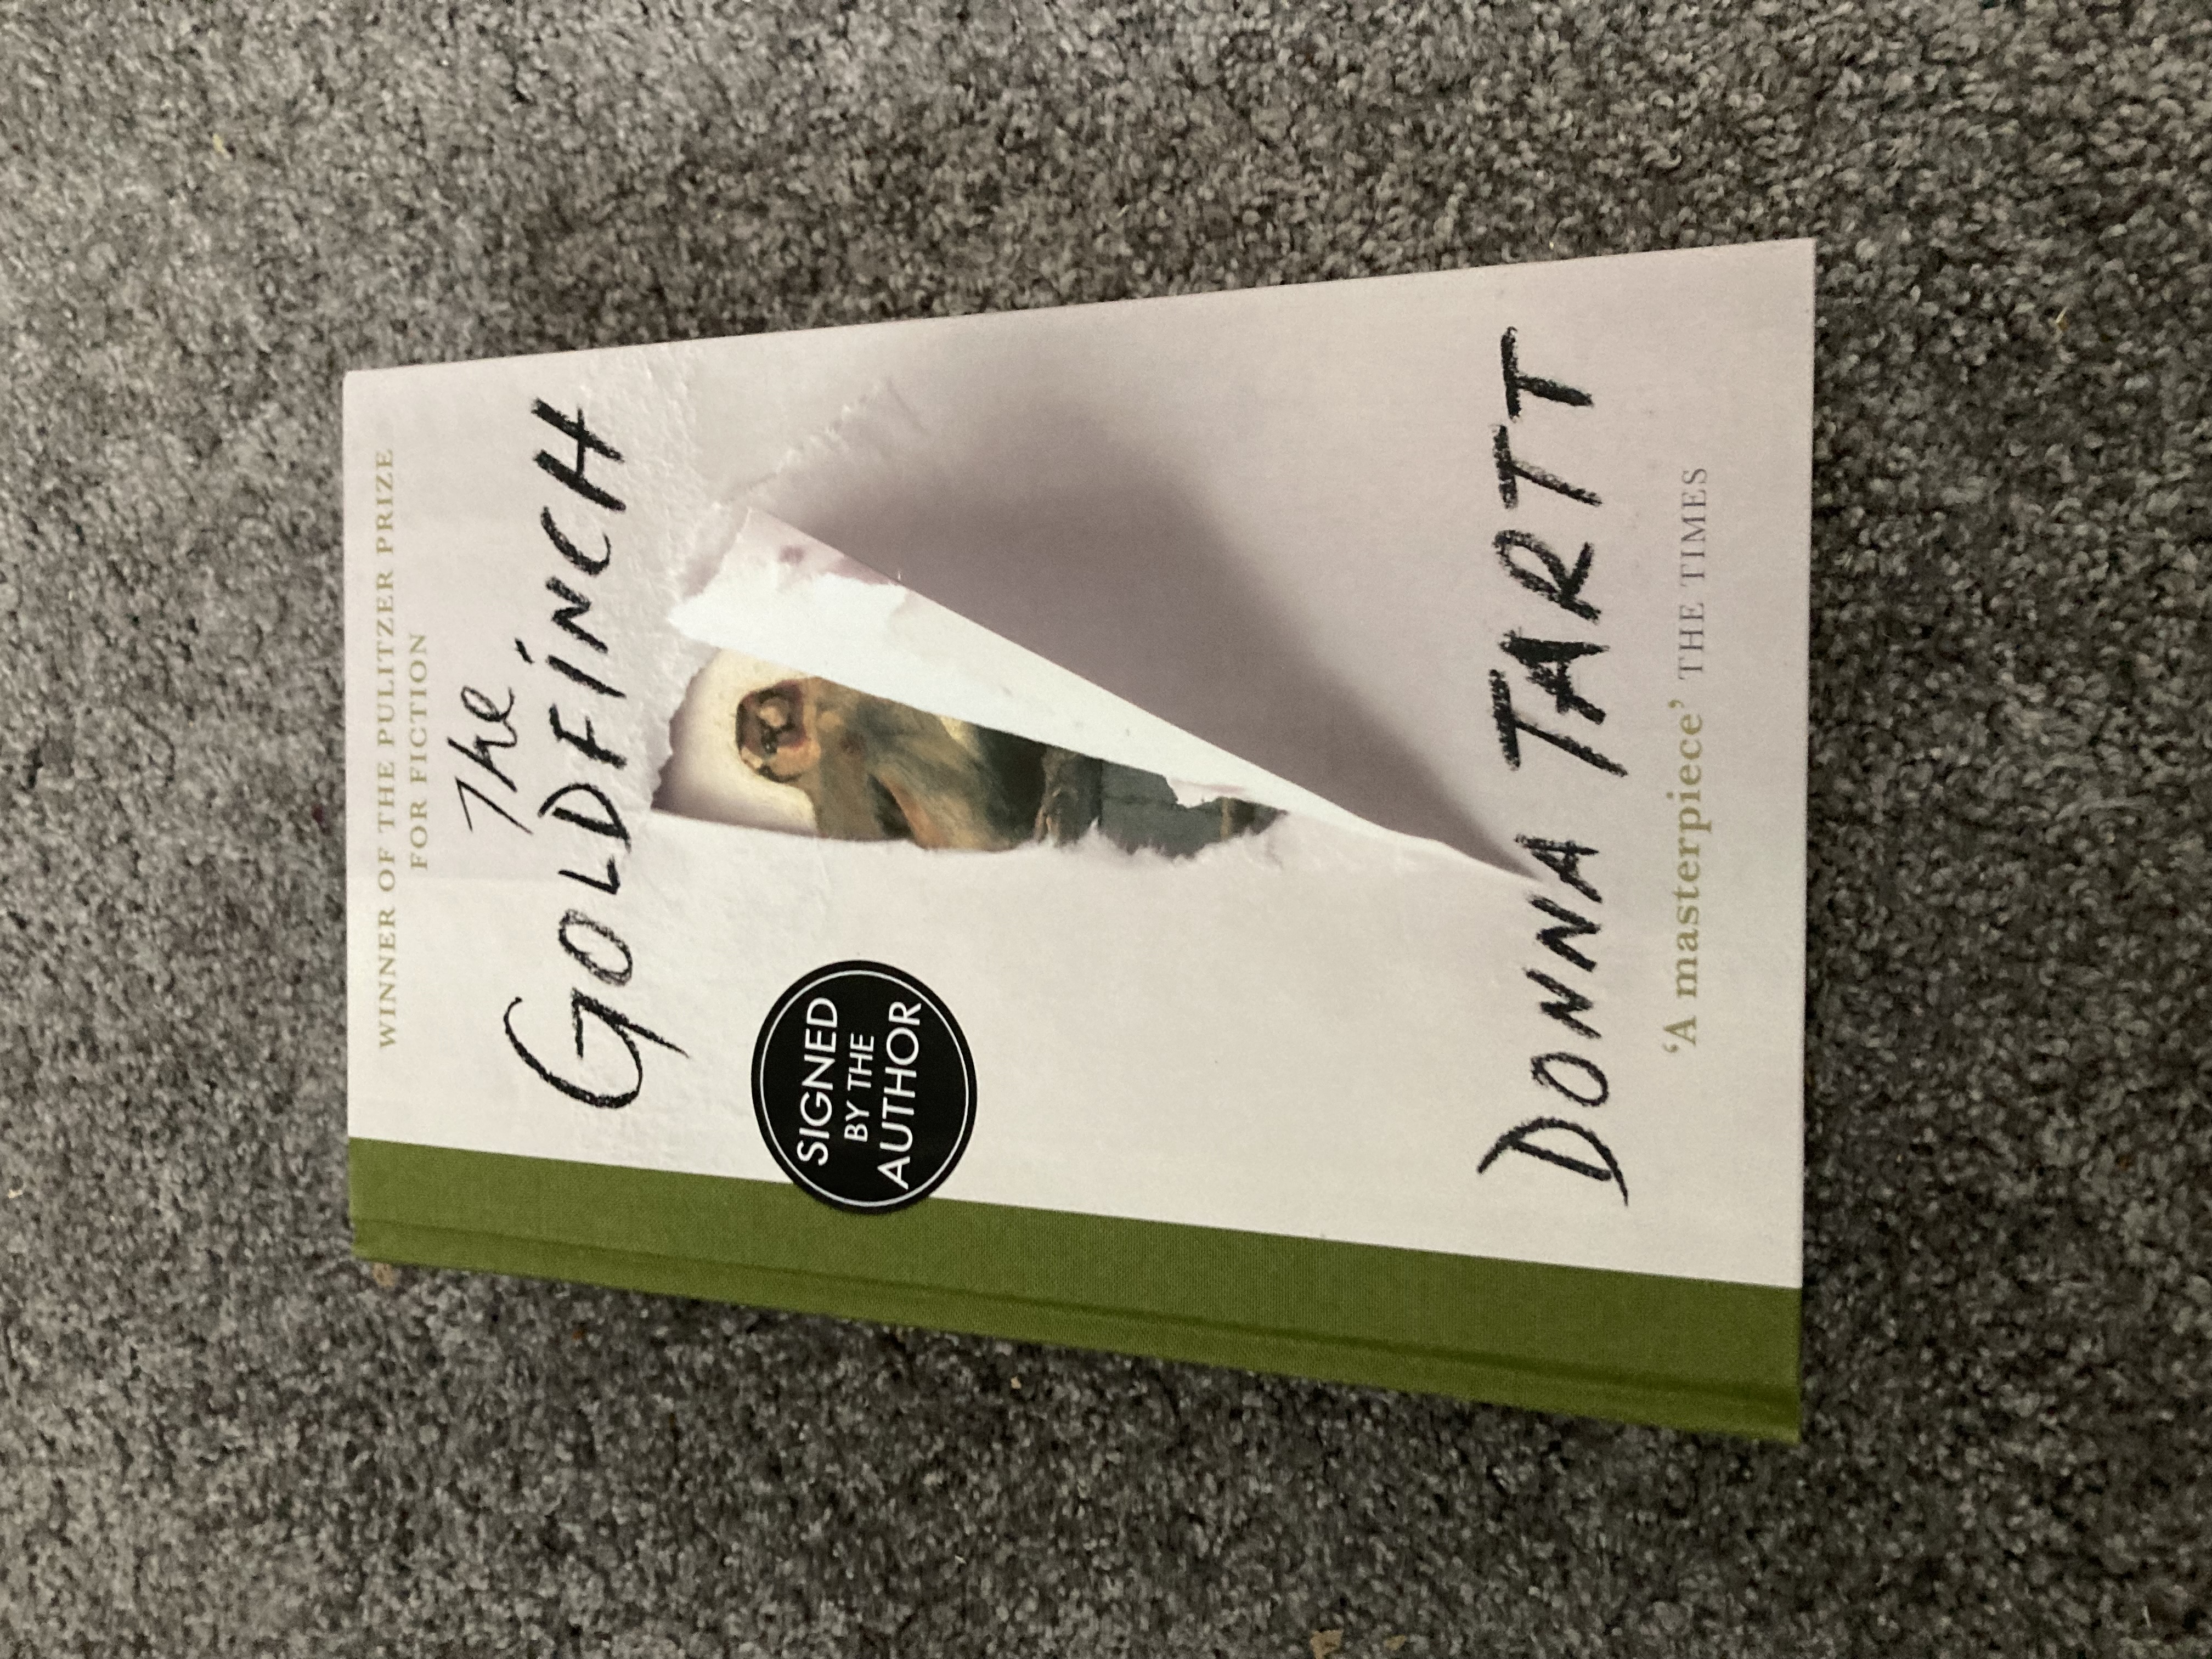 WINNER OF THE PULITZER PRIZE
FOR FICTION
The
GOLDFINCH
SIGNED
BY THE
AUTHOR
DONNA TARTT
‘A masterpiece’ THE TIMES